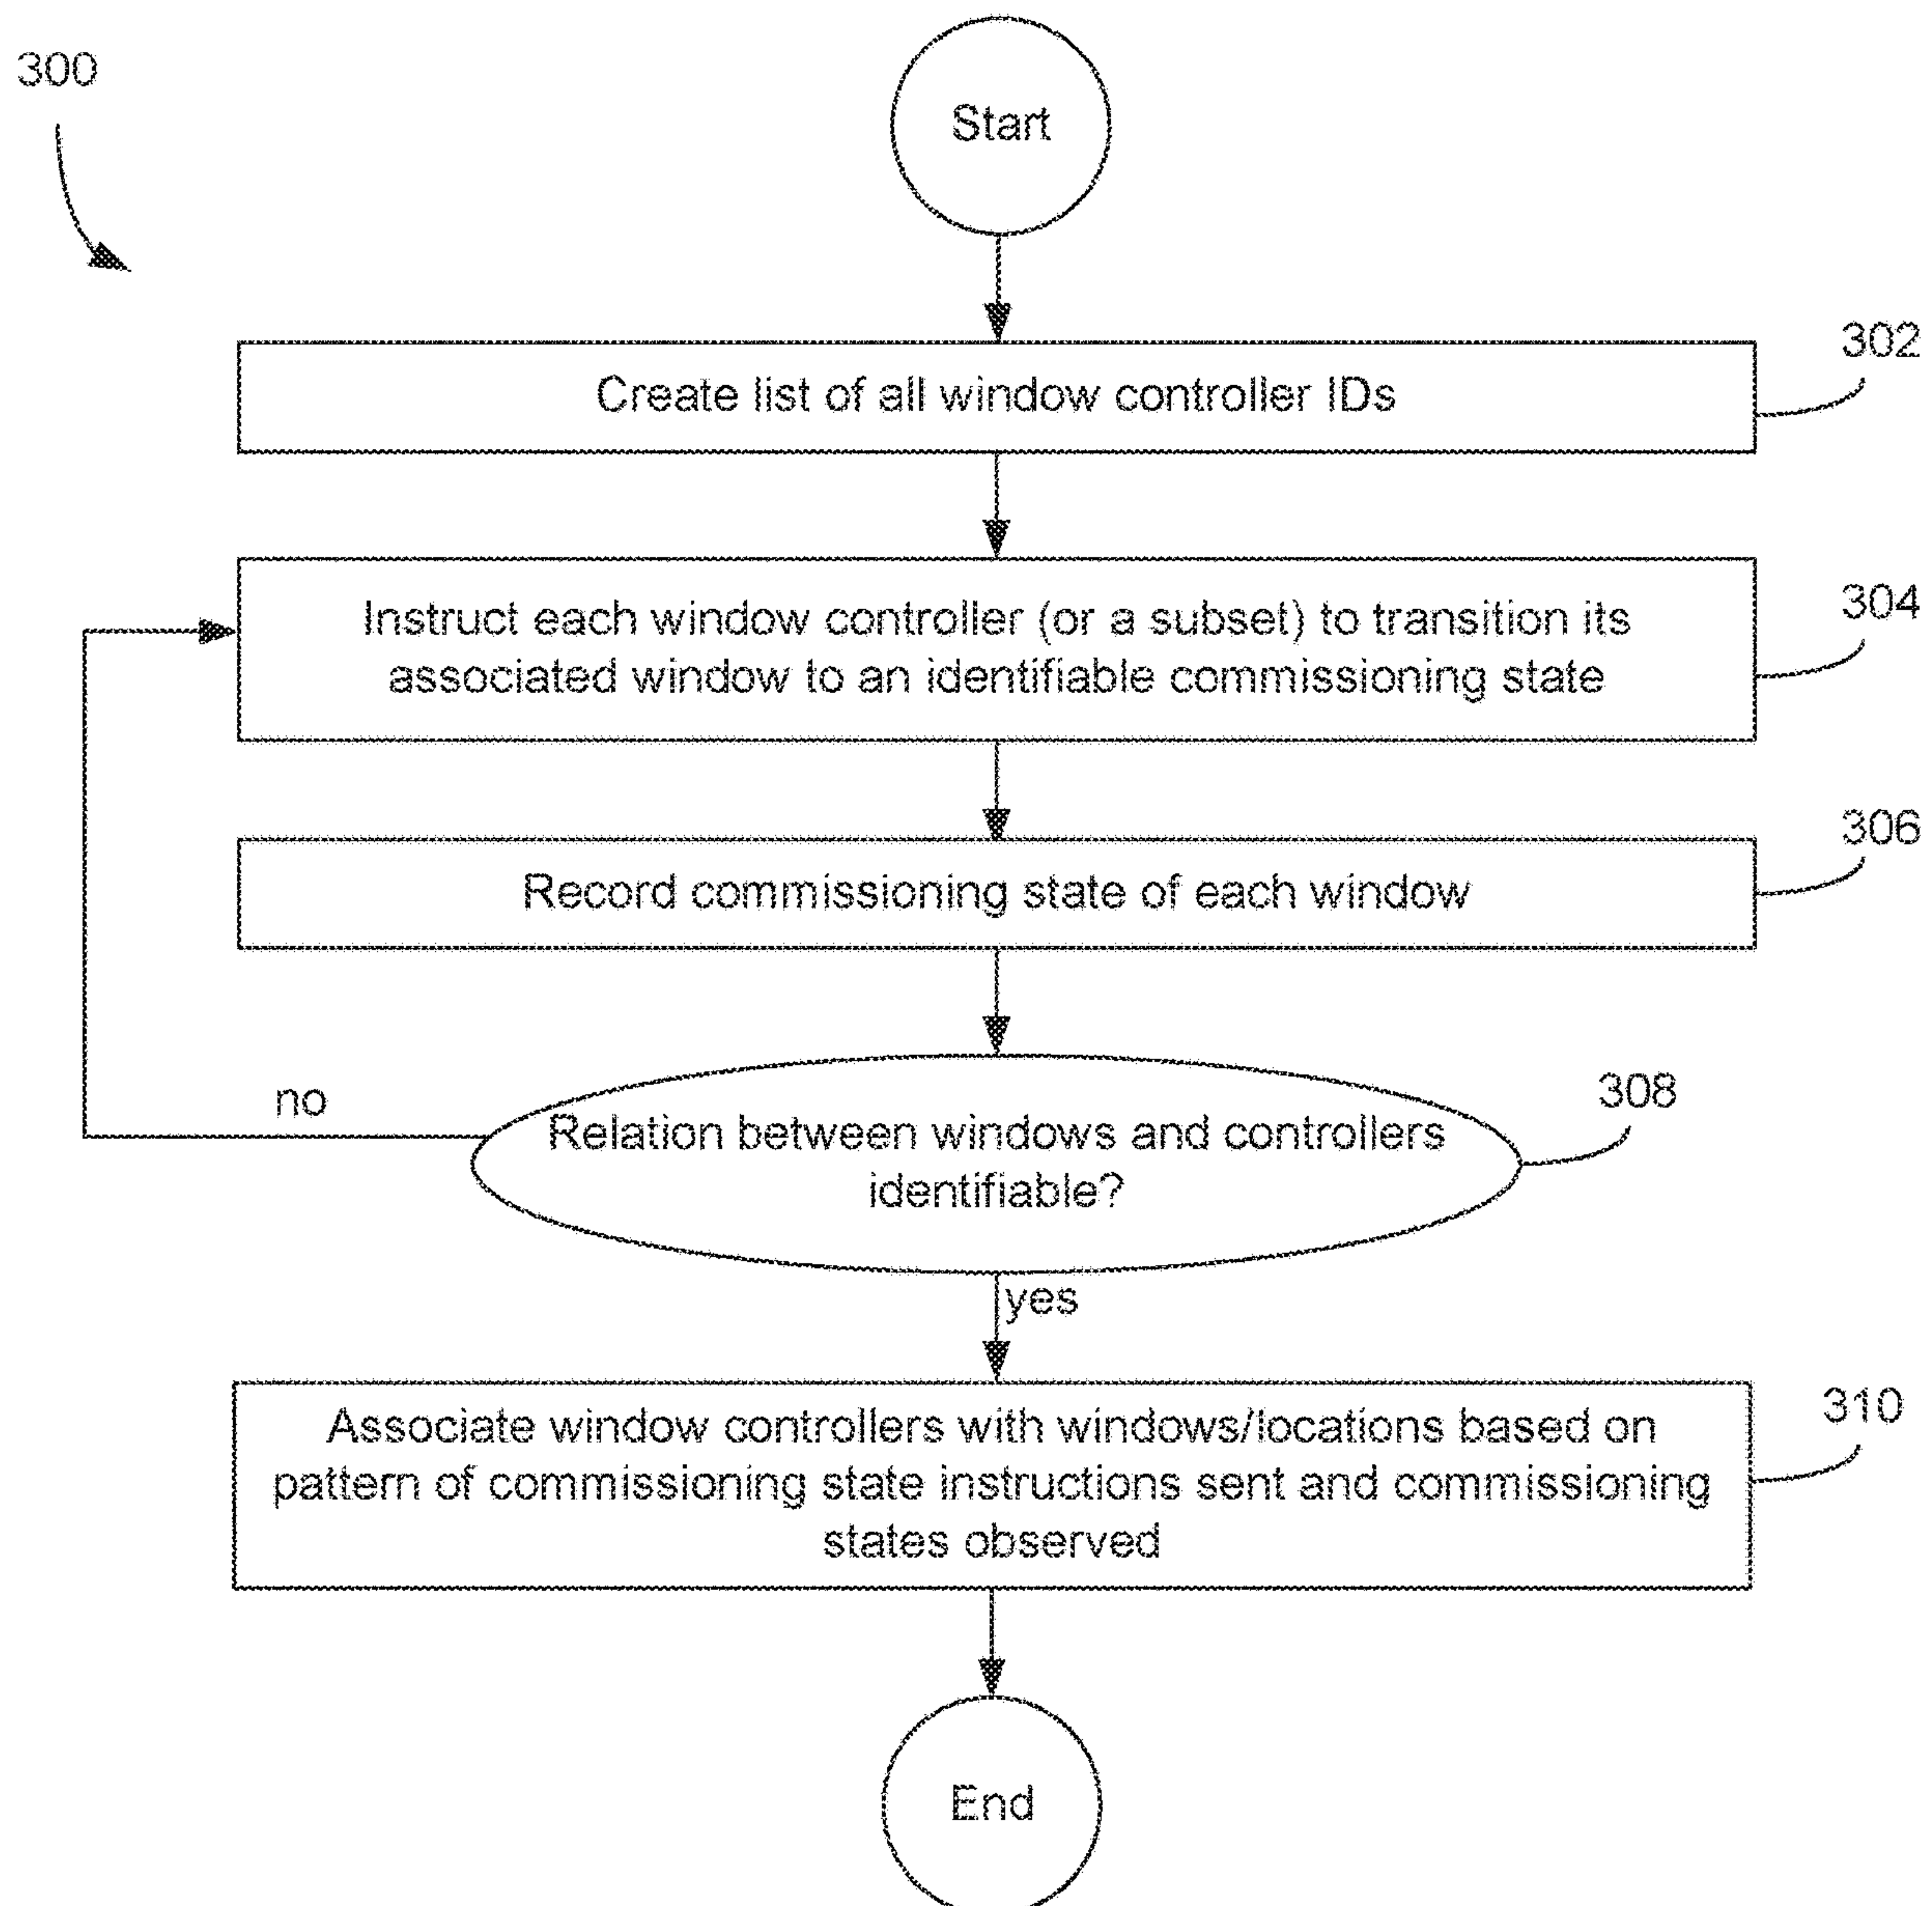 300
Start
302
Create list of all window controller IDs
304
Instruct each window controller (or a subset) to transition its
associated window to an identifiable commissioning state
306
Record commissioning state of each window
no
308
Relation between windows and controllers
identifiable?
yes
310
Associate window controllers with windows/locations based on
pattern of commissioning state instructions sent and commissioning
states observed
End